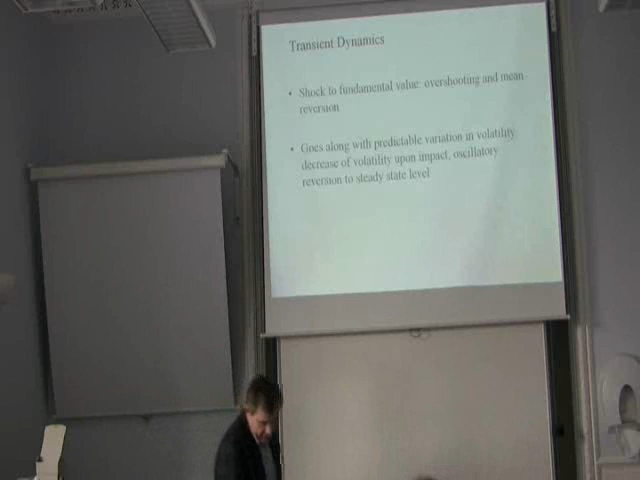 Transient Dynamics
• Shock to fundamental value: overshooting and mean
reversion
• Goes along with predictable variation in volatility
decrease of volatility upon impact, oscillatory
reversion to steady state level